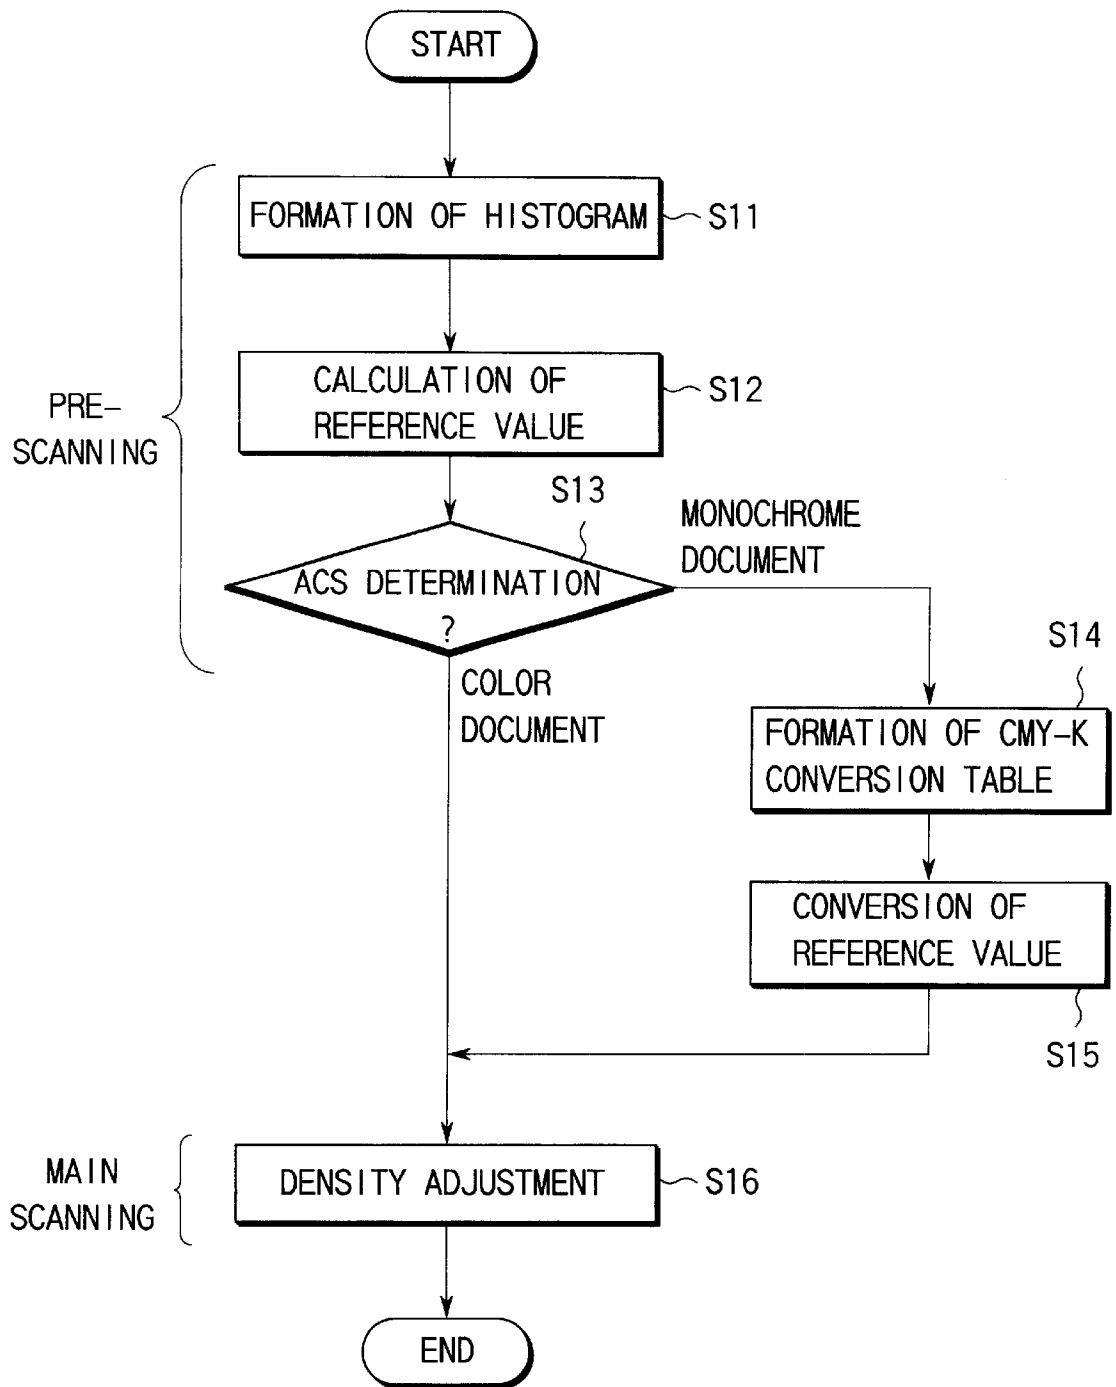 START
FORMATION OF HISTOGRAM
S11
CALCULATION OF
REFERENCE VALUE
S12
PRE-
SCANNING
S13
ACS DETERMINATION
?
MONOCHROME
DOCUMENT
COLOR
DOCUMENT
S14
FORMATION OF CMY-K
CONVERSION TABLE
CONVERSION OF
REFERENCE VALUE
S15
MAIN
SCANNING
DENSITY ADJUSTMENT
S16
END